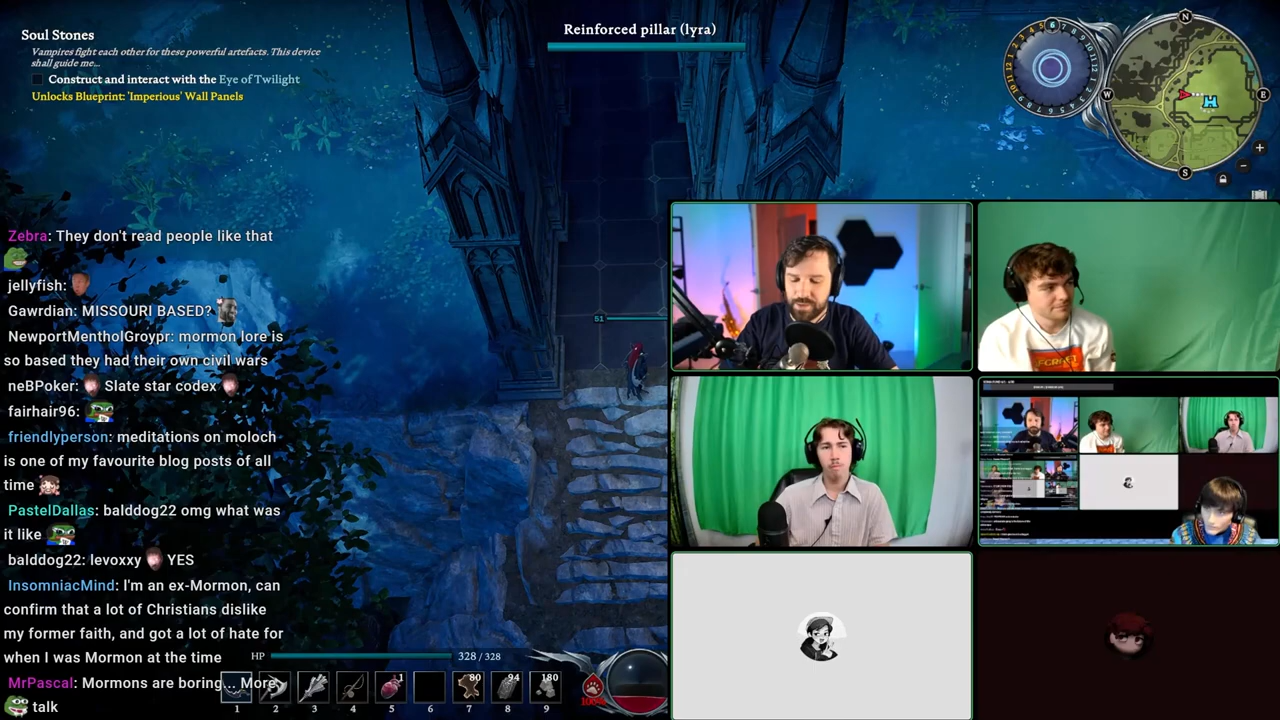 Soul Stones
Vampires fight each other for these powerful artefacts. This device
shall guide me...
Construct and interact with the Eye of Twilight
Unlocks Blueprint: 'Imperious' Wall Panels
Reinforced pillar (lyra)
N
W
E
S
6
51
Zebra: They don't read people like that
jellyfish:
Gawrdian: MISSOURI BASED?
NewportMentholGroypr: mormon lore is
so based they had their own civil wars
neBPoker: Slate star codex
fairhair96:
friendlyperson: meditations on moloch
is one of my favourite blog posts of all
time
PastelDallas: balddog22 omg what was
it like
balddog22: levoxxy YES
InsomniacMind: I'm an ex-Mormon, can
confirm that a lot of Christians dislike
my former faith, and got a lot of hate for
when I was Mormon at the time
MrPascal: Mormons are boring... More
talk
HP 328 / 328
1 80 94 180
1 2 3 4 5 6 7 8 9
100%